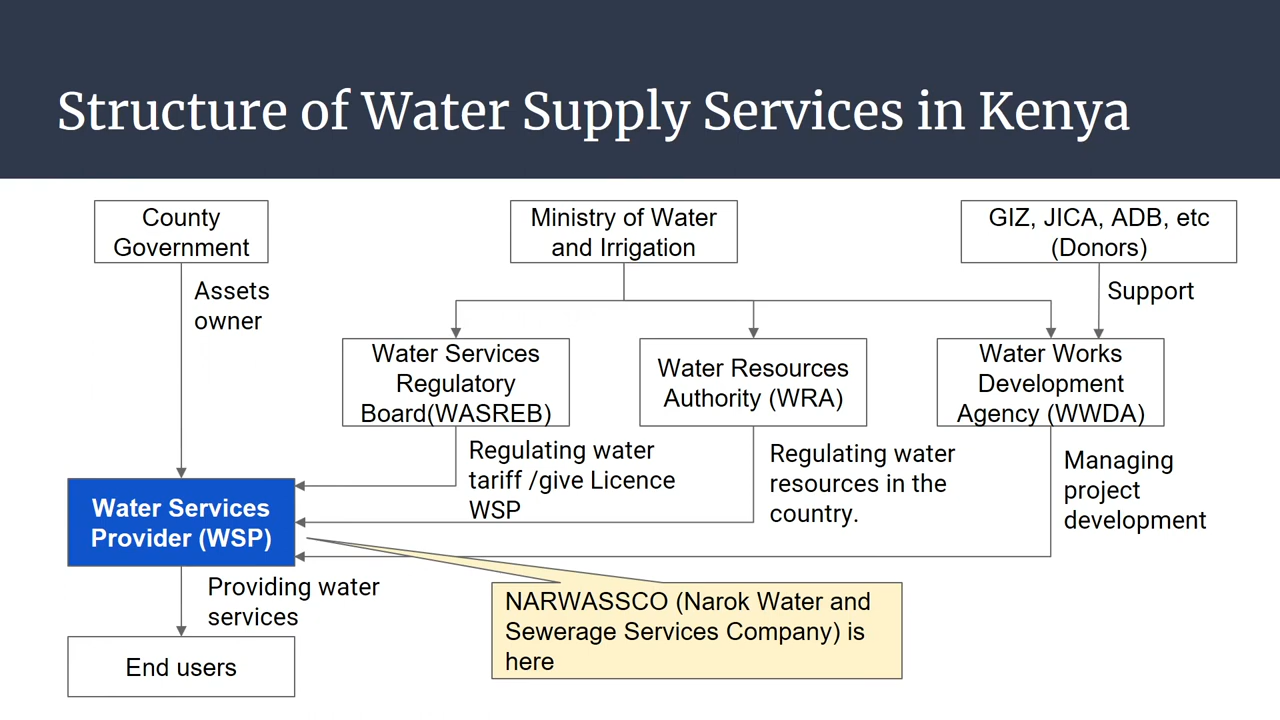 Structure of Water Supply Services in Kenya
County
Government
Ministry of Water
and Irrigation
GIZ, JICA, ADB, etc
(Donors)
Assets
owner
Support
Water Services
Regulatory
Board(WASREB)
Water Resources
Authority (WRA)
Water Works
Development
Agency (WWDA)
Regulating water
tariff /give Licence
WSP
Regulating water
resources in the
country.
Managing
project
development
Water Services
Provider (WSP)
Providing water
services
NARWASSCO (Narok Water and
Sewerage Services Company) is
here
End users